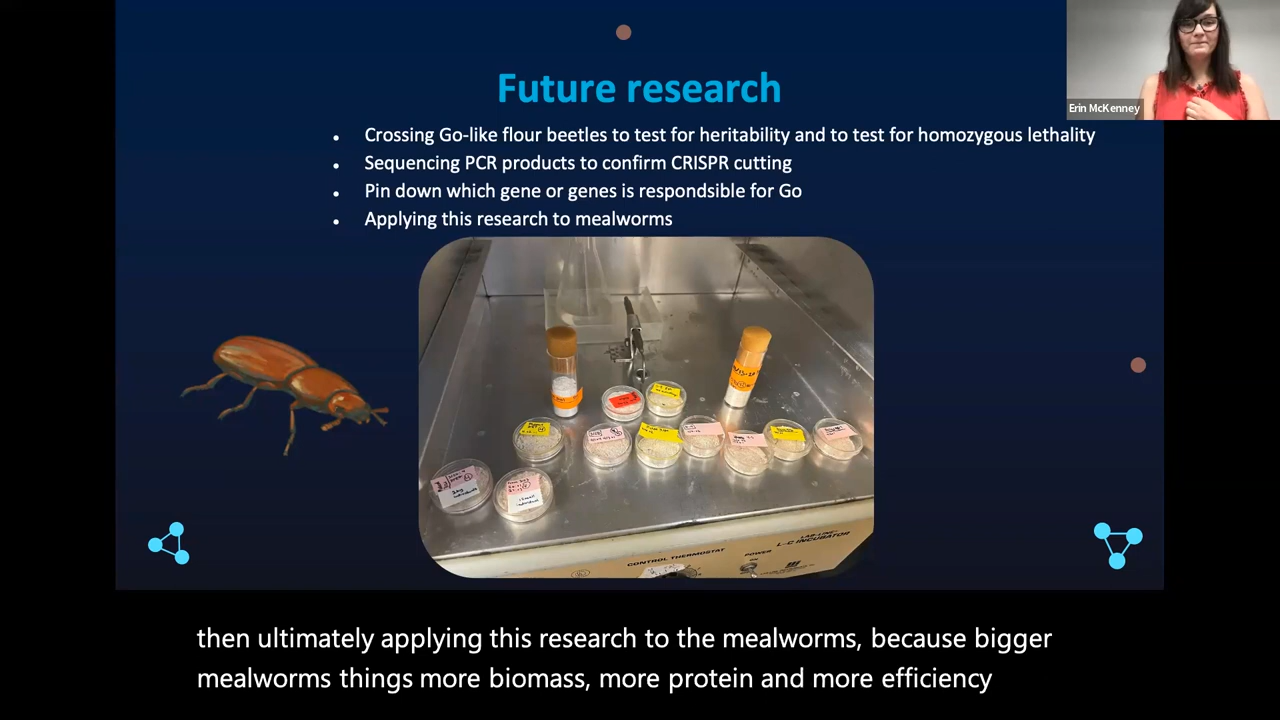 Future research
Erin McKenney
Crossing Go-like flour beetles to test for heritability and to test for homozygous lethality
Sequencing PCR products to confirm CRISPR cutting
Pin down which gene or genes is respondsible for Go
Applying this research to mealworms
CONTROL THERMOSTAT
POWER
ON
LAB-LINE
L-C INCUBATOR
then ultimately applying this research to the mealworms, because bigger
mealworms things more biomass, more protein and more efficiency